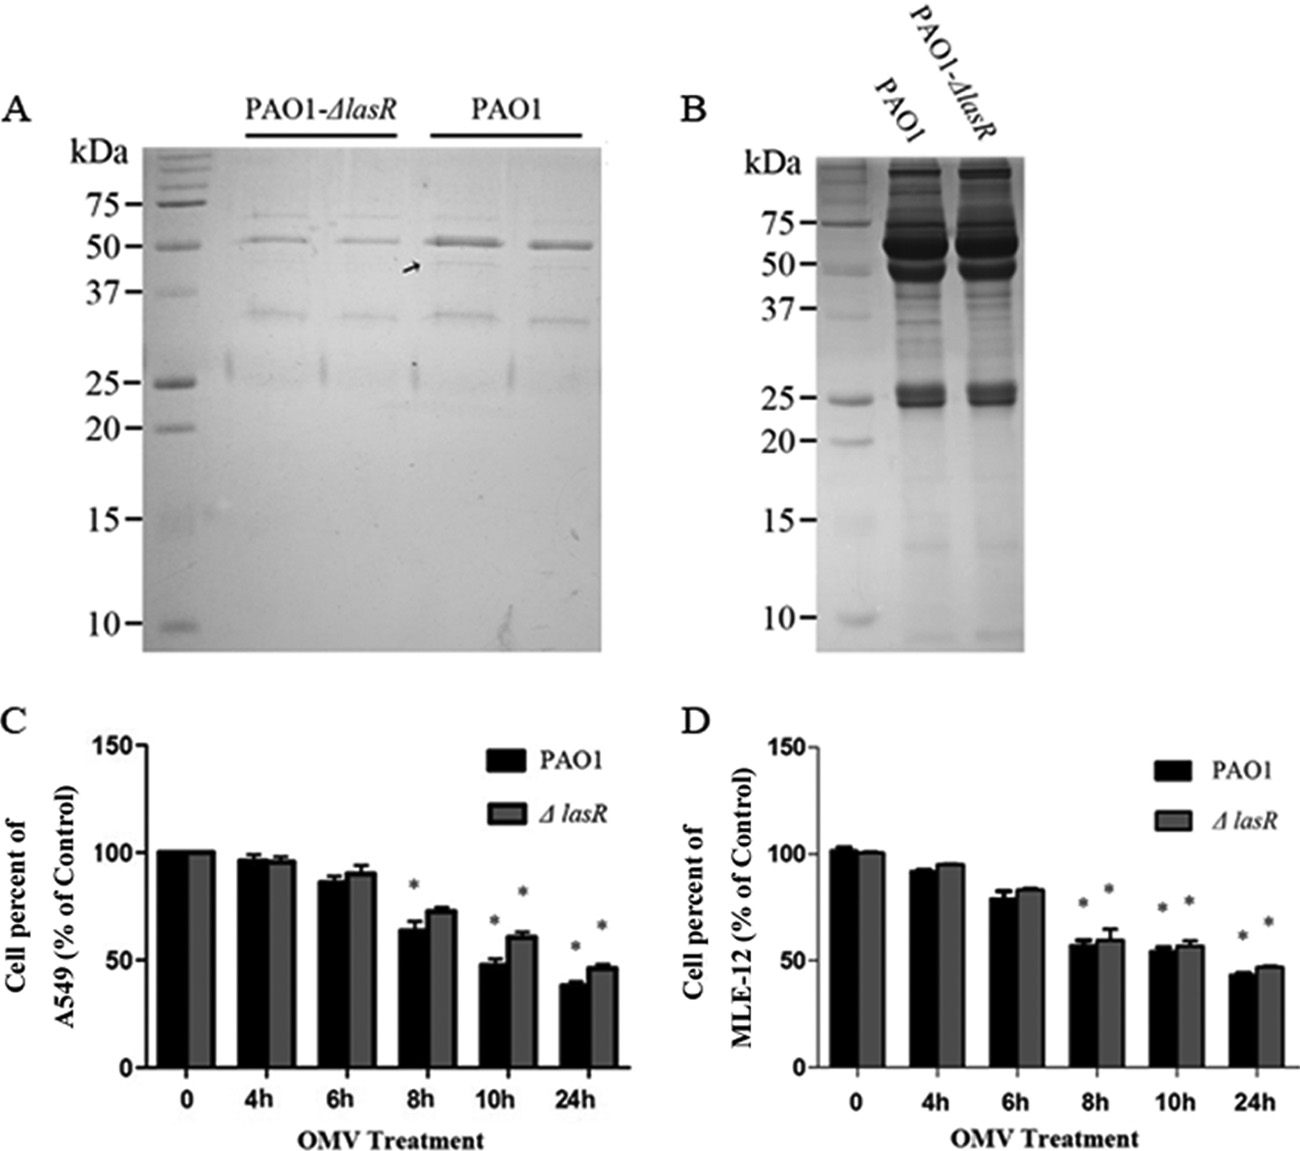 A
PAO1-ΔlasR
PAO1
kDa
75
50
37
25
20
15
10
B
PAO1
PAO1-ΔlasR
kDa
75
50
37
25
20
15
10
C
Cell percent of
A549 (% of Control)
150
100
50
0
PAO1
Δ lasR
*
*
*
*
*
0
4h
6h
8h
10h
24h
OMV Treatment
D
Cell percent of
MLE-12 (% of Control)
150
100
50
0
PAO1
Δ lasR
*
*
*
*
*
*
0
4h
6h
8h
10h
24h
OMV Treatment